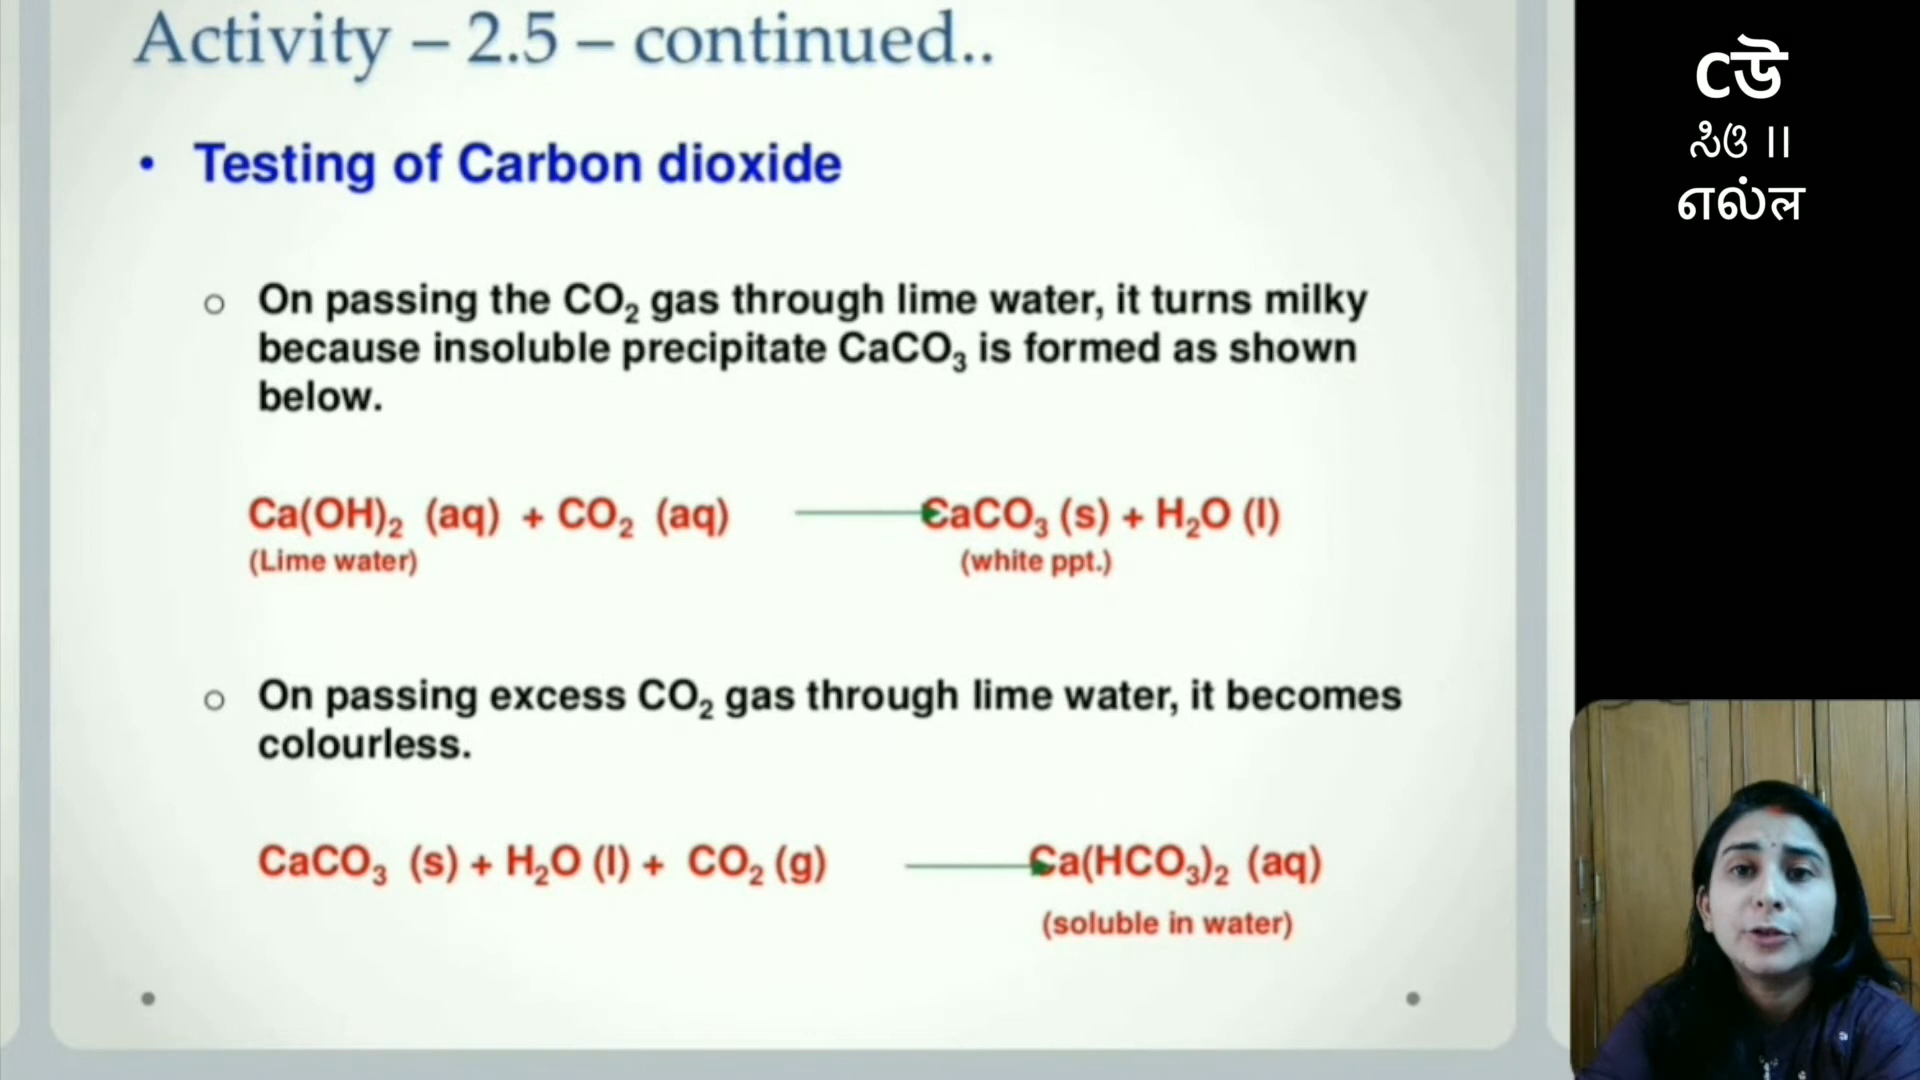 Activity – 2.5 – continued..
• Testing of Carbon dioxide
○ On passing the CO₂ gas through lime water, it turns milky
because insoluble precipitate CaCO₃ is formed as shown
below.
Ca(OH)₂ (aq) + CO₂ (aq) ⟶ CaCO₃ (s) + H₂O (l)
(Lime water) (white ppt.)
○ On passing excess CO₂ gas through lime water, it becomes
colourless.
CaCO₃ (s) + H₂O (l) + CO₂ (g) ⟶ Ca(HCO₃)₂ (aq)
(soluble in water)